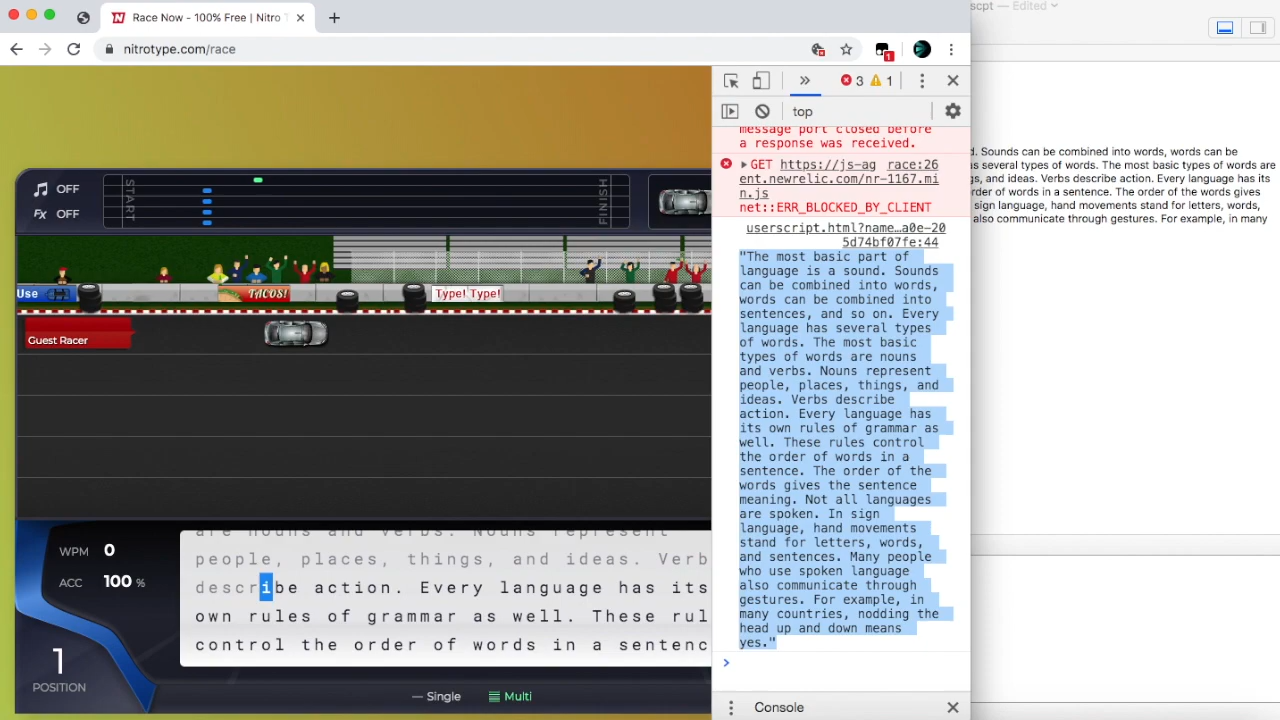 Race Now - 100% Free | Nitro T
scpt — Edited
nitrotype.com/race
3
1
1
top
message port closed before
a response was received.
GET https://js-ag race:26
ent.newrelic.com/nr-1167.mi
n.js
net::ERR_BLOCKED_BY_CLIENT
userscript.html?name…a0e-20
5d74bf07fe:44
"The most basic part of
language is a sound. Sounds
can be combined into words,
words can be combined into
sentences, and so on. Every
language has several types
of words. The most basic
types of words are nouns
and verbs. Nouns represent
people, places, things, and
ideas. Verbs describe
action. Every language has
its own rules of grammar as
well. These rules control
the order of words in a
sentence. The order of the
words gives the sentence
meaning. Not all languages
are spoken. In sign
language, hand movements
stand for letters, words,
and sentences. Many people
who use spoken language
also communicate through
gestures. For example, in
many countries, nodding the
head up and down means
yes."
Console
d. Sounds can be combined into words, words can be
as several types of words. The most basic types of words are
gs, and ideas. Verbs describe action. Every language has its
rder of words in a sentence. The order of the words gives
sign language, hand movements stand for letters, words,
also communicate through gestures. For example, in many
OFF
Fx OFF
START
FINISH
Use
TACOS!
Type! Type!
Guest Racer
WPM 0
ACC 100 %
1
POSITION
are nouns and verbs. Nouns represent
people, places, things, and ideas. Verb
describe action. Every language has its
own rules of grammar as well. These rul
control the order of words in a sentenc
Single
Multi